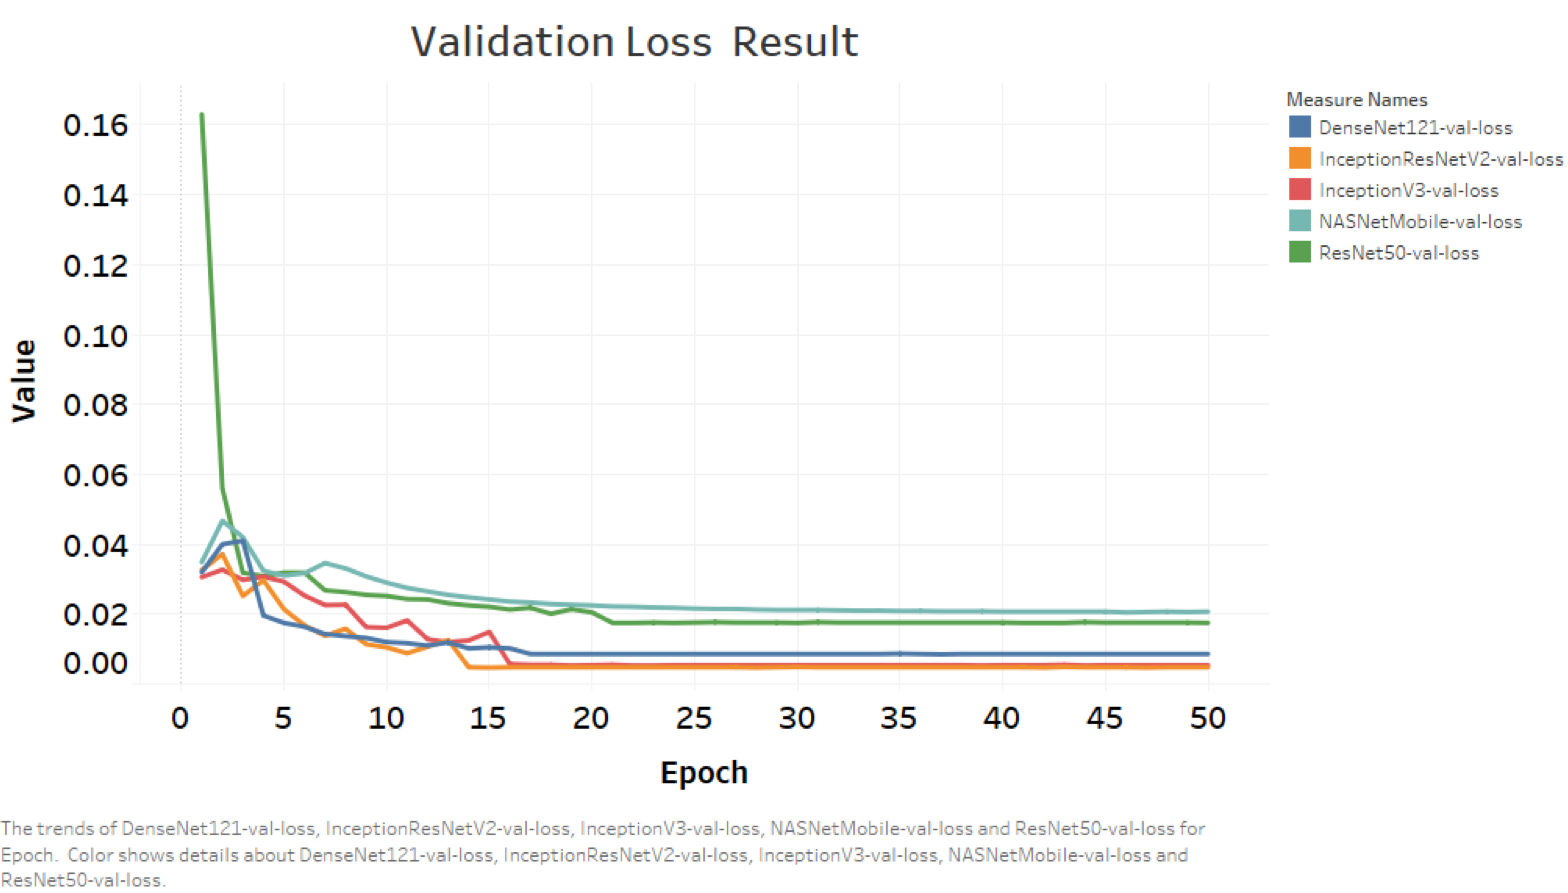 Validation Loss Result
Measure Names
DenseNet121-val-loss
InceptionResNetV2-val-loss
InceptionV3-val-loss
NASNetMobile-val-loss
ResNet50-val-loss
Value
0.16
0.14
0.12
0.10
0.08
0.06
0.04
0.02
0.00
0 5 10 15 20 25 30 35 40 45 50
Epoch
The trends of DenseNet121-val-loss, InceptionResNetV2-val-loss, InceptionV3-val-loss, NASNetMobile-val-loss and ResNet50-val-loss for
Epoch. Color shows details about DenseNet121-val-loss, InceptionResNetV2-val-loss, InceptionV3-val-loss, NASNetMobile-val-loss and
ResNet50-val-loss.